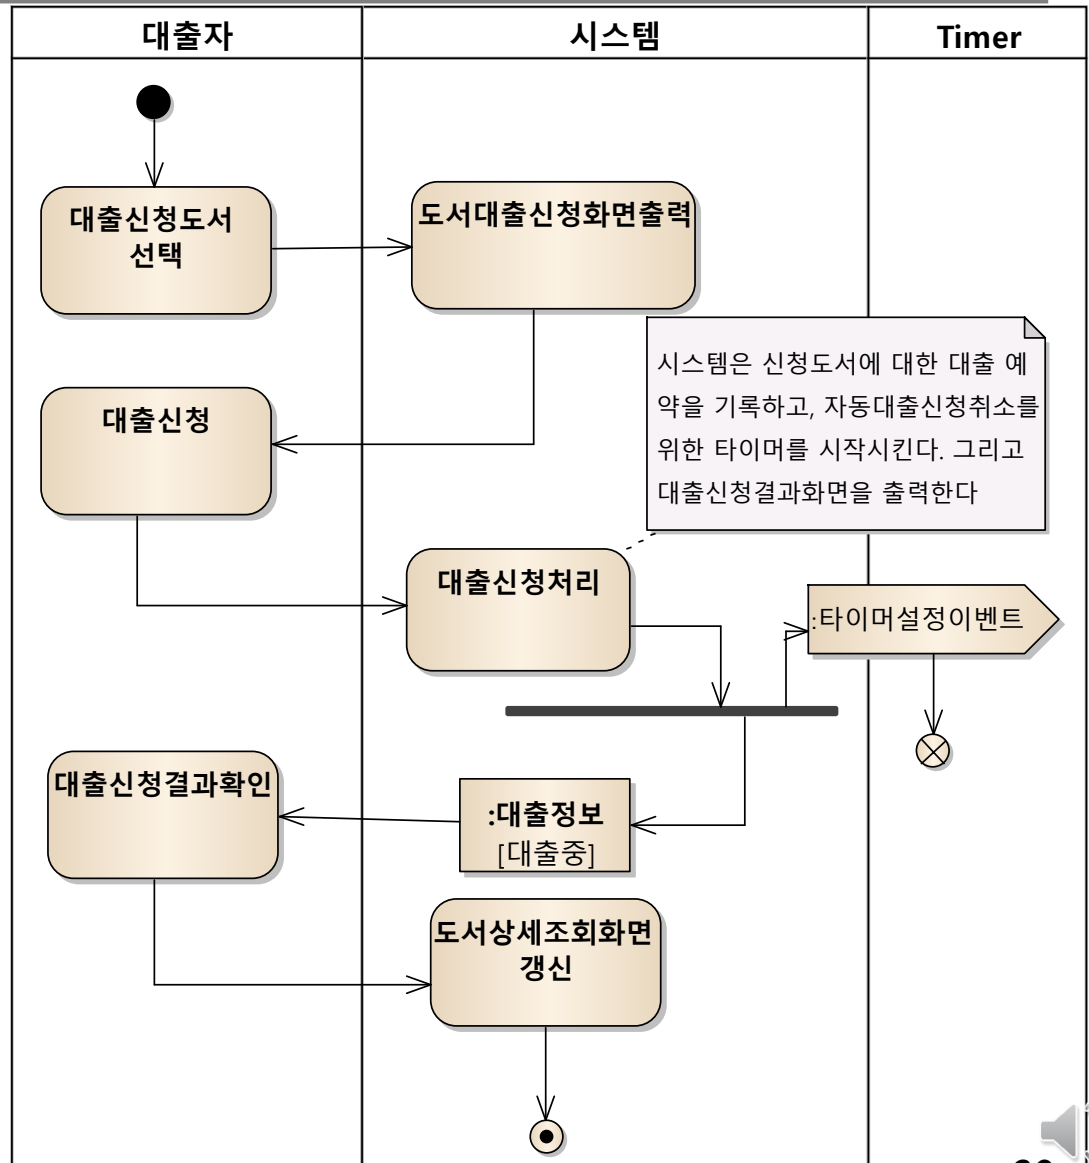 대출자
시스템
Timer
대출신청도서
선택
도서대출신청화면출력
시스템은 신청도서에 대한 대출 예
약을 기록하고, 자동대출신청취소를
위한 타이머를 시작시킨다. 그리고
대출신청결과화면을 출력한다
대출신청
대출신청처리
:타이머설정이벤트
대출신청결과확인
:대출정보
[대출중]
도서상세조회화면
갱신